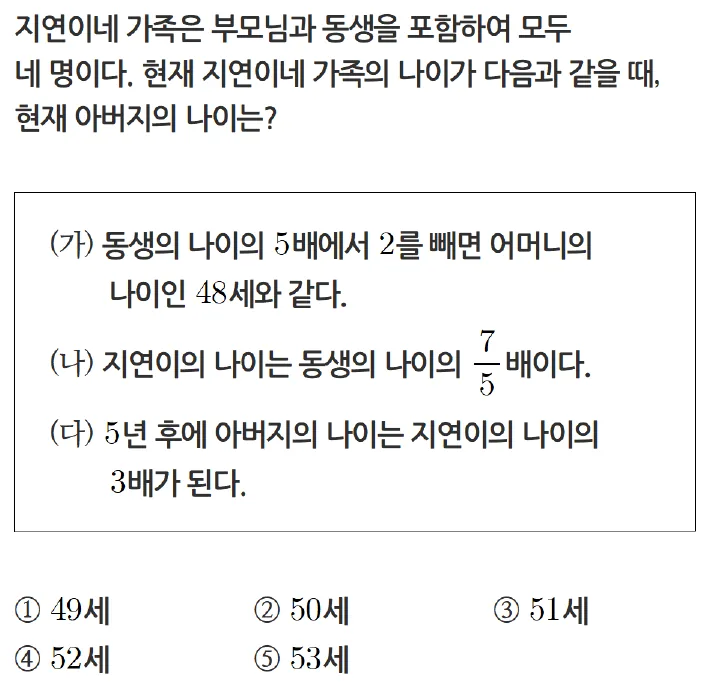 지연이네 가족은 부모님과 동생을 포함하여 모두
네 명이다. 현재 지연이네 가족의 나이가 다음과 같을 때,
현재 아버지의 나이는?
(가) 동생의 나이의 5배에서 2를 빼면 어머니의
나이인 48세와 같다.
(나) 지연이의 나이는 동생의 나이의 7/5배이다.
(다) 5년 후에 아버지의 나이는 지연이의 나이의
3배가 된다.
① 49세 ② 50세 ③ 51세
④ 52세 ⑤ 53세